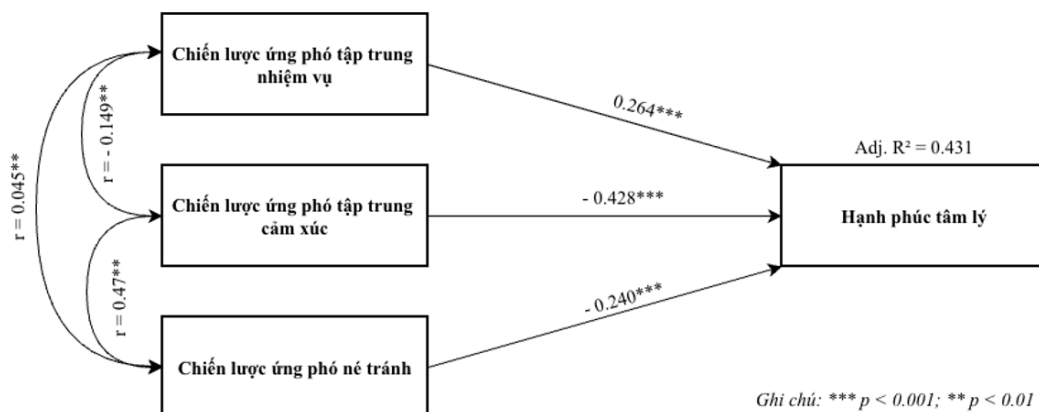 Chiến lược ứng phó tập trung
nhiệm vụ
0.264***
r = - 0.149**
r = 0.045**
Adj. R² = 0.431
Chiến lược ứng phó tập trung
cảm xúc
- 0.428***
Hạnh phúc tâm lý
r = 0.47**
- 0.240***
Chiến lược ứng phó né tránh
Ghi chú: *** p < 0.001; ** p < 0.01